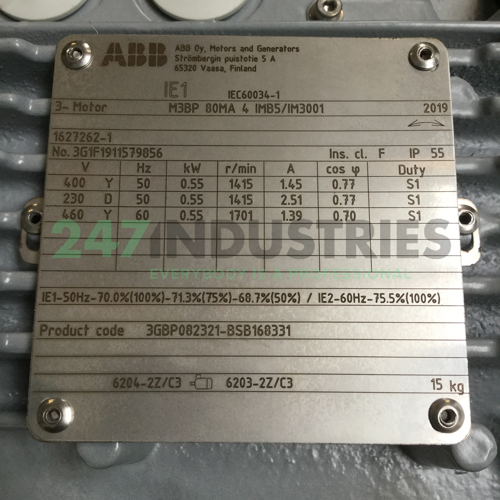 ABB ABB Oy, Motors and Generators
Strömbergin puistotie 5 A
65320 Vaasa, Finland
IE1 IEC60034-1
3~ Motor M3BP 80MA 4 IMB5/IM3001 2019
1627262-1
No. 3G1F1911579856 Ins. cl. F IP 55
V Hz kW r/min A cos φ Duty
400 Y 50 0.55 1415 1.45 0.77 S1
230 D 50 0.55 1415 2.51 0.77 S1
460 Y 60 0.55 1701 1.39 0.70 S1
247INDUSTRIES
EVERYBODY IS A PROFESSIONAL
IE1-50Hz-70.0%(100%)-71.3%(75%)-68.7%(50%) / IE2-60Hz-75.5%(100%)
Product code 3GBP082321-BSB168331
6204-2Z/C3 6203-2Z/C3 15 kg